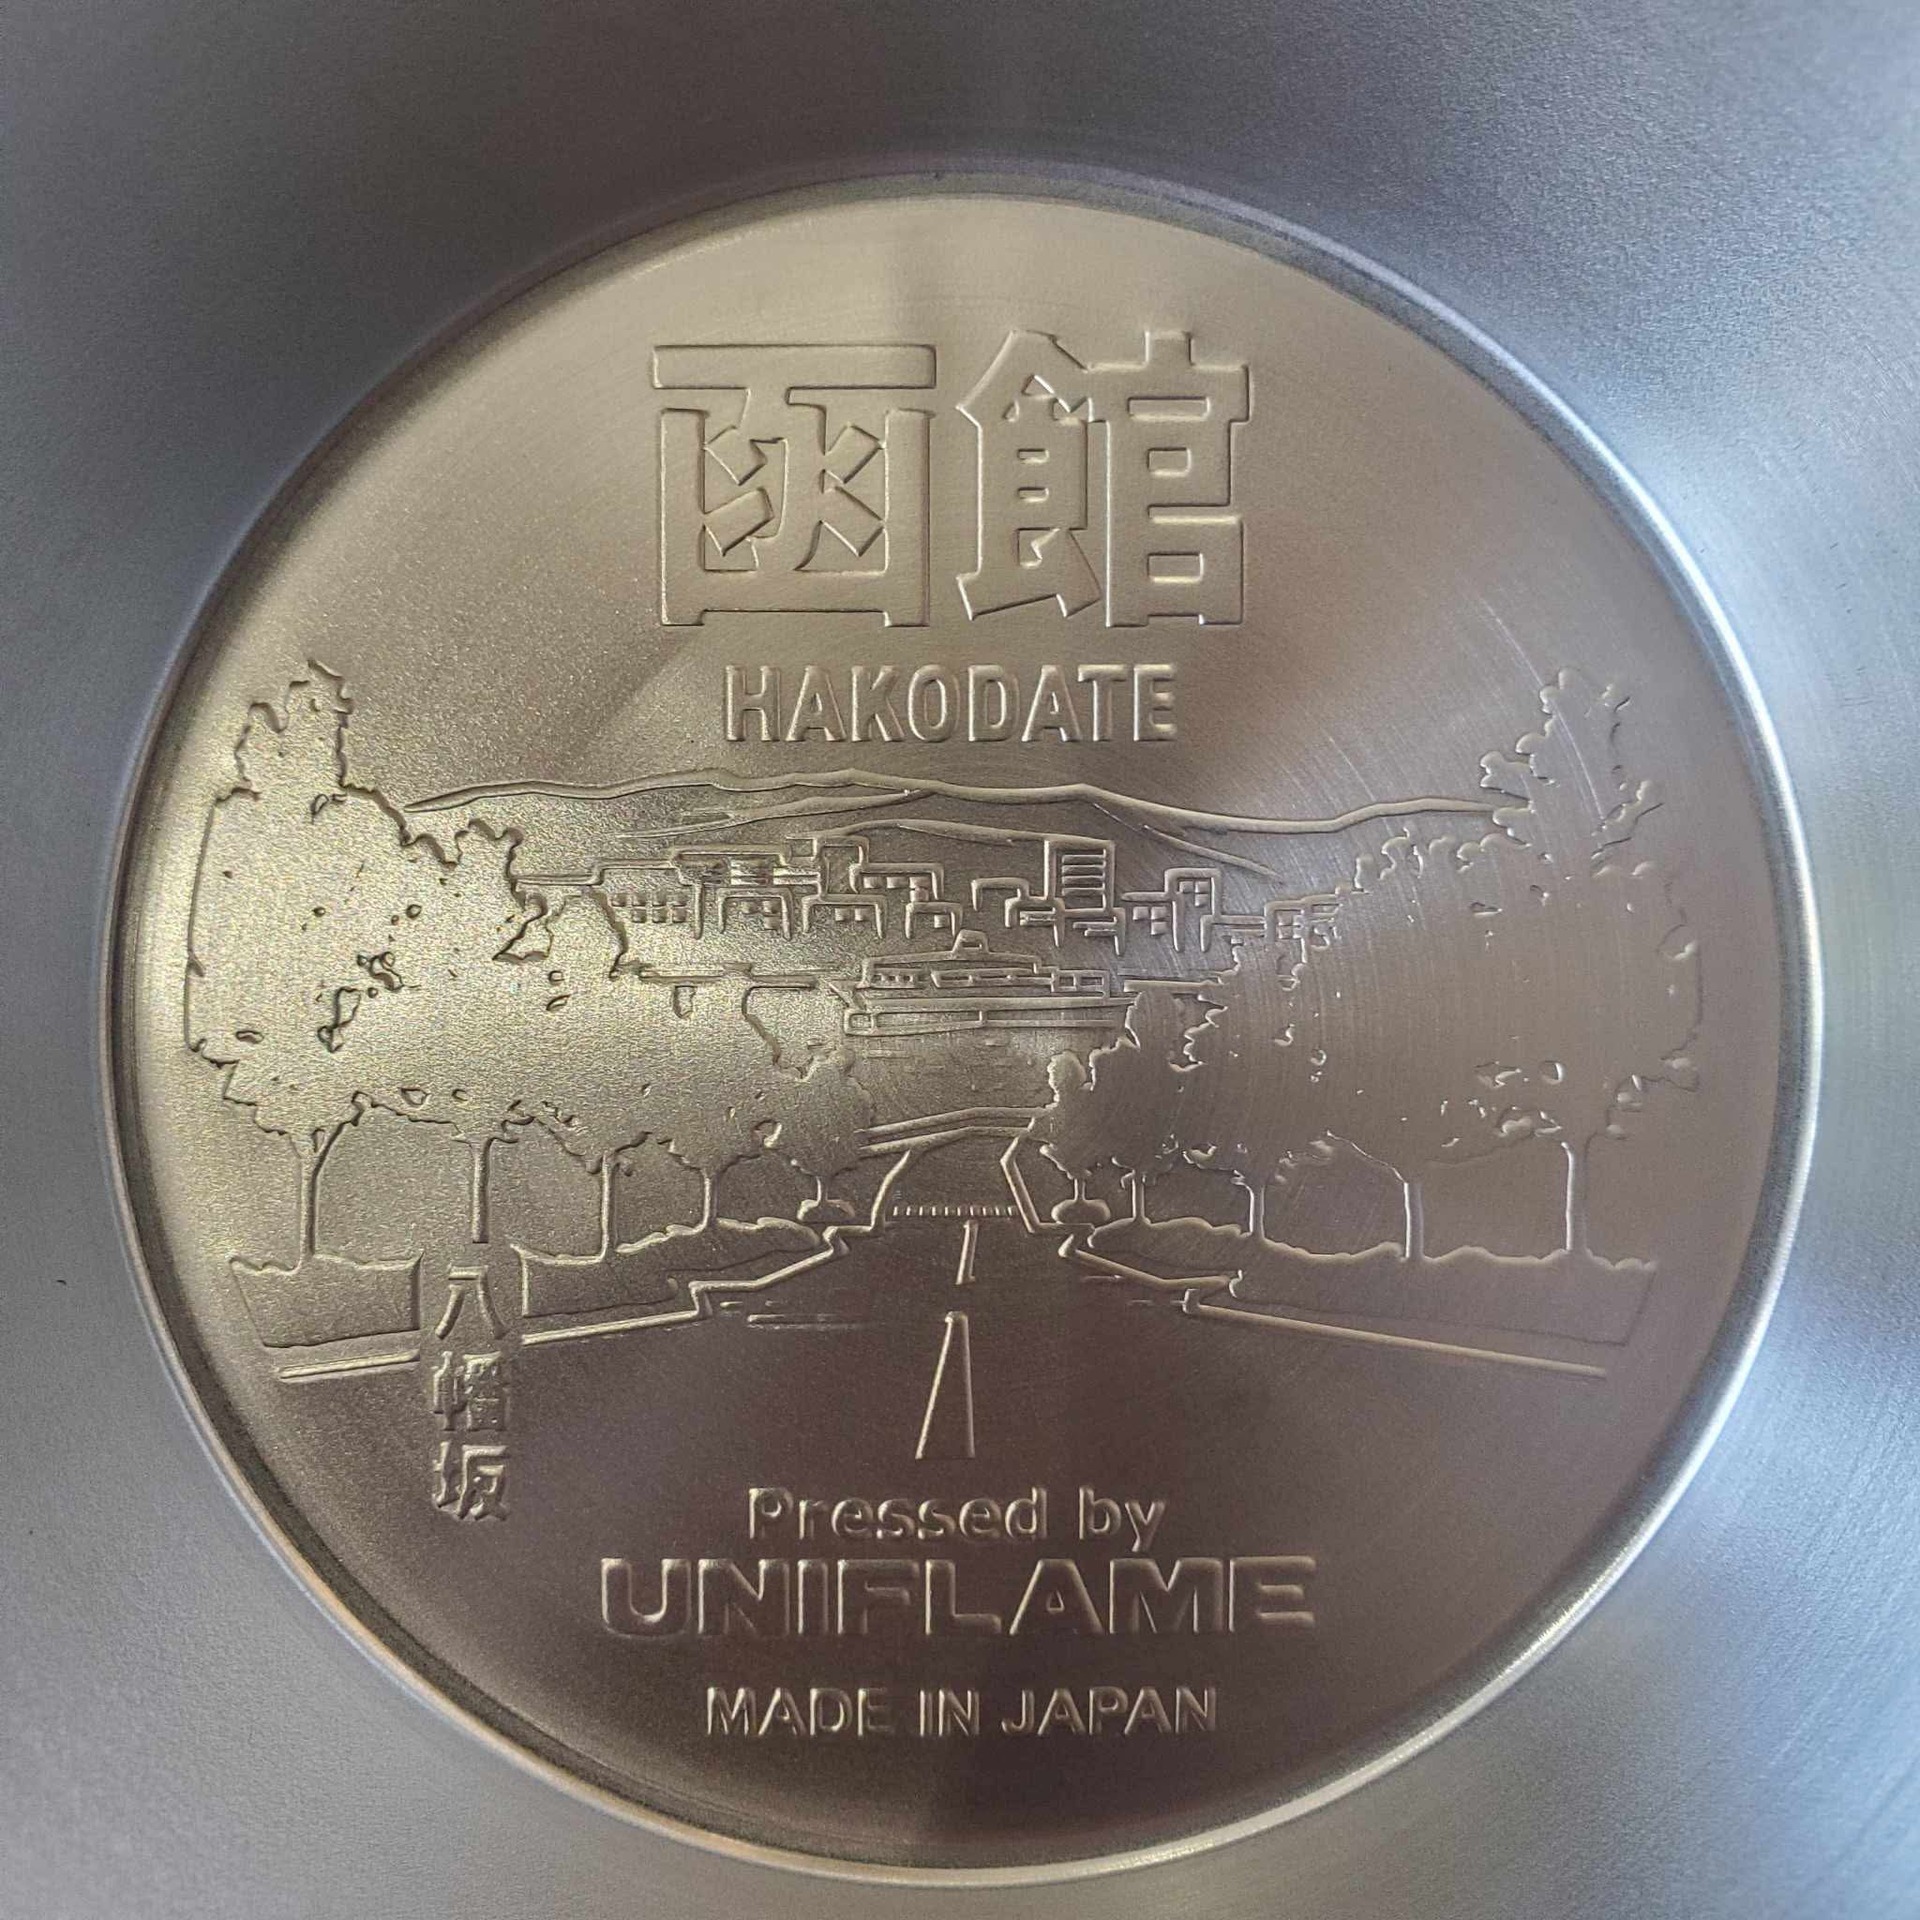 函館
HAKODATE
八幡坂
Pressed by
UNIFLAME
MADE IN JAPAN